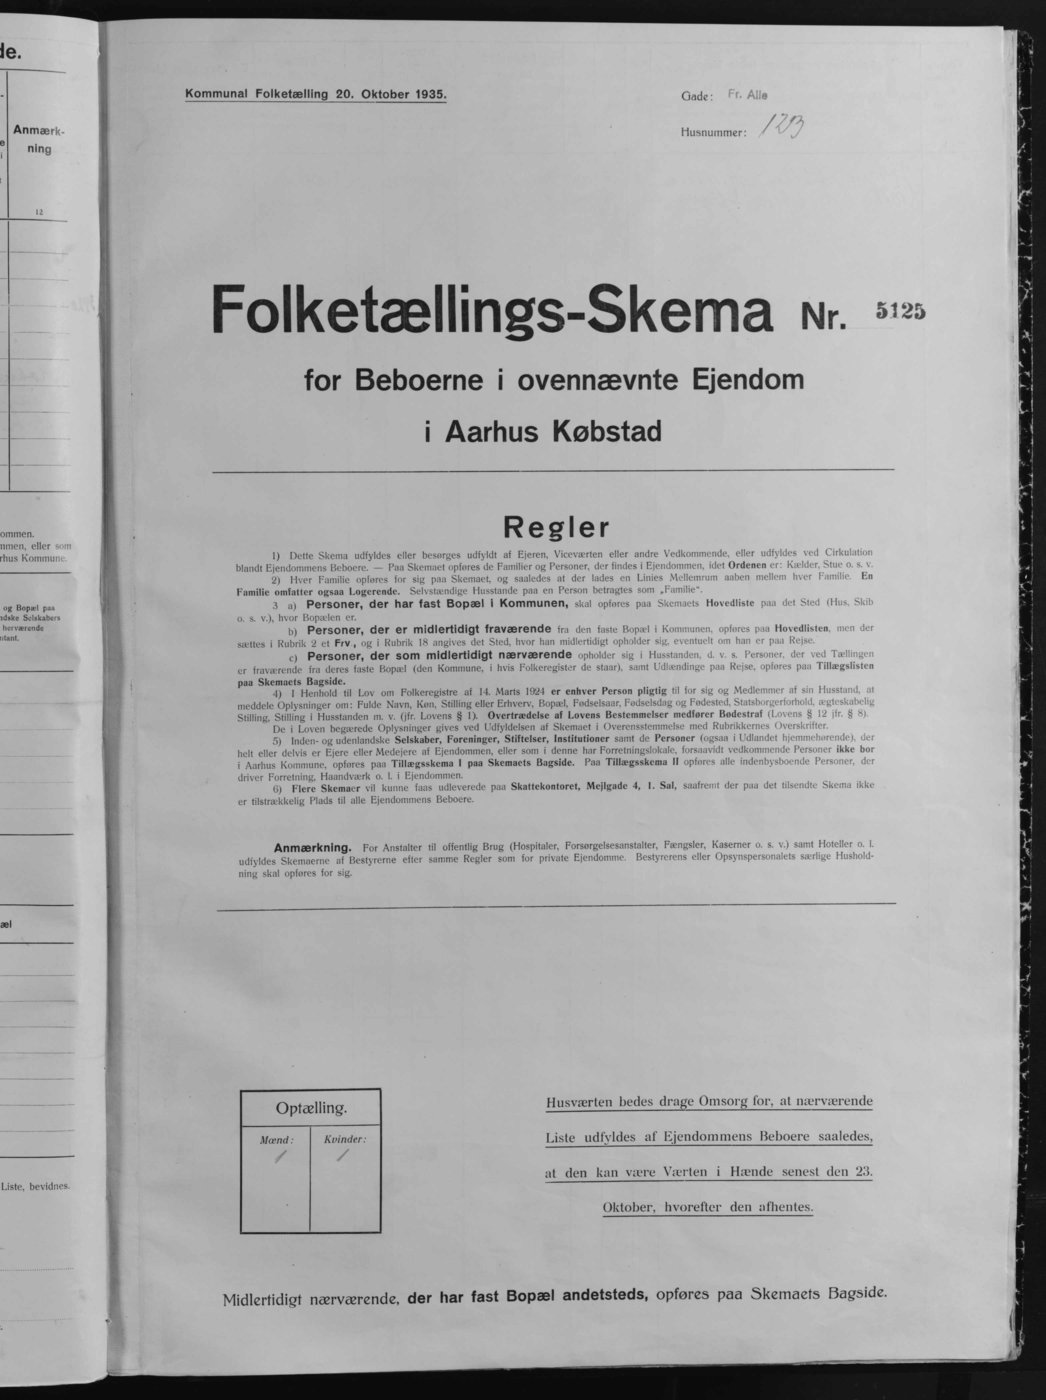 de.
Anmærk-
ning
12
ommen.
mmen, eller som
rhus Kommune.
og Bopæl paa
ndske Selskabers
herværende
ntant.
æl
Liste, bevidnes.
Kommunal Folketælling 20. Oktober 1935.
Gade: Fr. Alle
Husnummer: 123
Folketællings-Skema Nr. 5125
for Beboerne i ovennævnte Ejendom
i Aarhus Købstad
Regler
1) Dette Skema udfyldes eller besørges udfyldt af Ejeren, Viceværten eller andre Vedkommende, eller udfyldes ved Cirkulation
blandt Ejendommens Beboere. — Paa Skemaet opføres de Familier og Personer, der findes i Ejendommen, idet Ordenen er: Kælder, Stue o. s. v.
2) Hver Familie opføres for sig paa Skemaet, og saaledes at der lades en Linies Mellemrum aaben mellem hver Familie. En
Familie omfatter ogsaa Logerende. Selvstændige Husstande paa en Person betragtes som „Familie“.
3 a) Personer, der har fast Bopæl i Kommunen, skal opføres paa Skemaets Hovedliste paa det Sted (Hus, Skib
o. s. v.), hvor Bopælen er.
b) Personer, der er midlertidigt fraværende fra den faste Bopæl i Kommunen, opføres paa Hovedlisten, men der
sættes i Rubrik 2 et Frv., og i Rubrik 18 angives det Sted, hvor han midlertidigt opholder sig, eventuelt om han er paa Rejse.
c) Personer, der som midlertidigt nærværende opholder sig i Husstanden, d. v. s. Personer, der ved Tællingen
er fraværende fra deres faste Bopæl (den Kommune, i hvis Folkeregister de staar), samt Udlændinge paa Rejse, opføres paa Tillægslisten
paa Skemaets Bagside.
4) I Henhold til Lov om Folkeregistre af 14. Marts 1924 er enhver Person pligtig til for sig og Medlemmer af sin Husstand, at
meddele Oplysninger om: Fulde Navn, Køn, Stilling eller Erhverv, Bopæl, Fødselsaar, Fødselsdag og Fødested, Statsborgerforhold, ægteskabelig
Stilling, Stilling i Husstanden m. v. (jfr. Lovens § 1). Overtrædelse af Lovens Bestemmelser medfører Bødestraf (Lovens § 12 jfr. § 8).
De i Loven begærede Oplysninger gives ved Udfyldelsen af Skemaet i Overensstemmelse med Rubrikkernes Overskrifter.
5) Inden- og udenlandske Selskaber, Foreninger, Stiftelser, Institutioner samt de Personer (ogsaa i Udlandet hjemmehørende), der
helt eller delvis er Ejere eller Medejere af Ejendommen, eller som i denne har Forretningslokale, forsaavidt vedkommende Personer ikke bor
i Aarhus Kommune, opføres paa Tillægsskema I paa Skemaets Bagside. Paa Tillægsskema II opføres alle indenbysboende Personer, der
driver Forretning, Haandværk o. l. i Ejendommen.
6) Flere Skemaer vil kunne faas udleverede paa Skattekontoret, Mejlgade 4, 1. Sal, saafremt der paa det tilsendte Skema ikke
er tilstrækkelig Plads til alle Ejendommens Beboere.
Anmærkning. For Anstalter til offentlig Brug (Hospitaler, Forsørgelsesanstalter, Fængsler, Kaserner o. s. v.) samt Hoteller o. l.
udfyldes Skemaerne af Bestyrerne efter samme Regler som for private Ejendomme. Bestyrerens eller Opsynspersonalets særlige Hushold-
ning skal opføres for sig.
Optælling.
Mænd: Kvinder:
1 1
Husværten bedes drage Omsorg for, at nærværende
Liste udfyldes af Ejendommens Beboere saaledes,
at den kan være Værten i Hænde senest den 23.
Oktober, hvorefter den afhentes.
Midlertidigt nærværende, der har fast Bopæl andetsteds, opføres paa Skemaets Bagside.